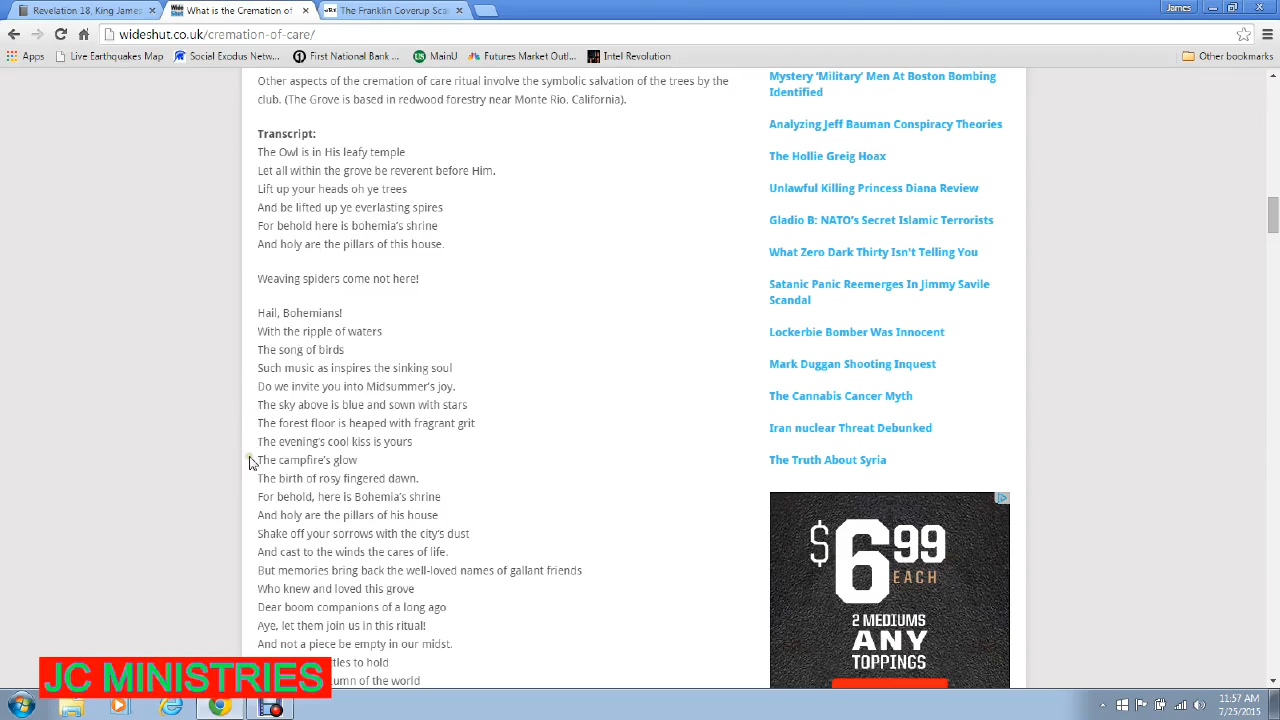 Revelation 18, King James
What is the Cremation of
The Franklin Coverup Sca
James
wideshut.co.uk/cremation-of-care/
Apps
Live Megabytes Map
Social Exodus Networ
First National Bank
MainU
Futures Market Out...
Intel Revolution
Other bookmarks
Other aspects of the cremation of care ritual involve the symbolic salvation of the trees by the
club. (The Grove is based in redwood forestry near Monte Rio. California).
Transcript:
The Owl is in His leafy temple
Let all within the grove be reverent before Him.
Lift up your heads oh ye trees
And be lifted up ye everlasting spires
For behold here is bohemia's shrine
And holy are the pillars of this house.
Weaving spiders come not here!
Hail, Bohemians!
With the ripple of waters
The song of birds
Such music as inspires the sinking soul
Do we invite you into Midsummer's joy.
The sky above is blue and sown with stars
The forest floor is heaped with fragrant grit
The evening's cool kiss is yours
The campfire's glow
The birth of rosy fingered dawn.
For behold, here is Bohemia's shrine
And holy are the pillars of his house
Shake off your sorrows with the city's dust
And cast to the winds the cares of life.
But memories bring back the well-loved names of gallant friends
Who knew and loved this grove
Dear boom companions of a long ago
Aye, let them join us in this ritual!
And not a piece be empty in our midst.
tles to hold
umn of the world
Mystery 'Military' Men At Boston Bombing
Identified
Analyzing Jeff Bauman Conspiracy Theories
The Hollie Greig Hoax
Unlawful Killing Princess Diana Review
Gladio B: NATO's Secret Islamic Terrorists
What Zero Dark Thirty Isn't Telling You
Satanic Panic Reemerges In Jimmy Savile
Scandal
Lockerbie Bomber Was Innocent
Mark Duggan Shooting Inquest
The Cannabis Cancer Myth
Iran nuclear Threat Debunked
The Truth About Syria
$6.99
EACH
2 MEDIUMS
ANY
TOPPINGS
JC MINISTRIES
11:57 AM
7/25/2015